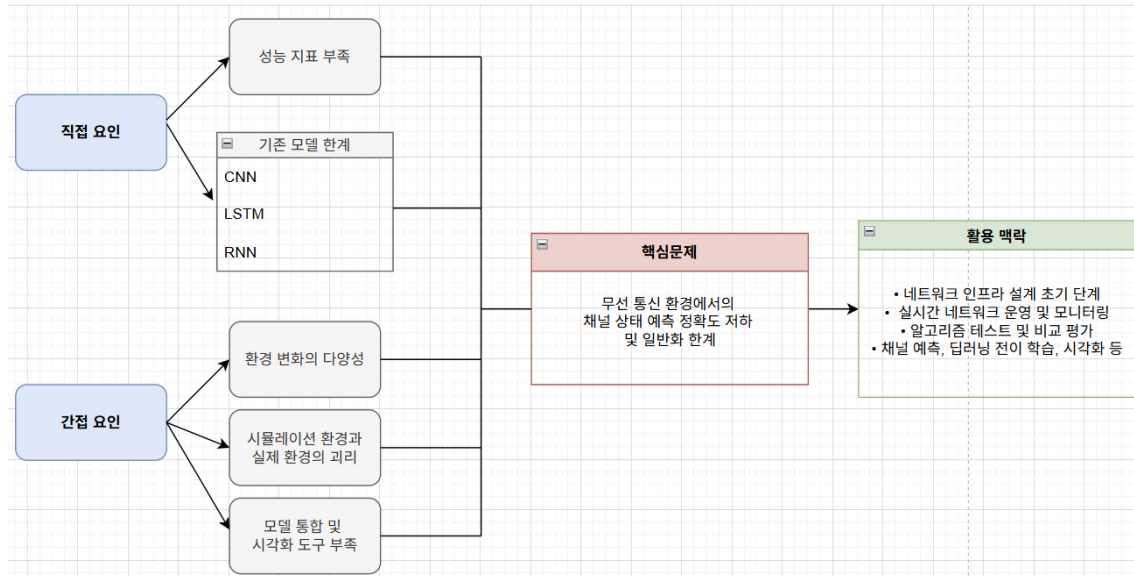 성능 지표 부족
직접 요인
기존 모델 한계
CNN
LSTM
RNN
핵심문제
무선 통신 환경에서의
채널 상태 예측 정확도 저하
및 일반화 한계
활용 맥락
• 네트워크 인프라 설계 초기 단계
• 실시간 네트워크 운영 및 모니터링
• 알고리즘 테스트 및 비교 평가
• 채널 예측, 딥러닝 전이 학습, 시각화 등
환경 변화의 다양성
간접 요인
시뮬레이션 환경과
실제 환경의 괴리
모델 통합 및
시각화 도구 부족